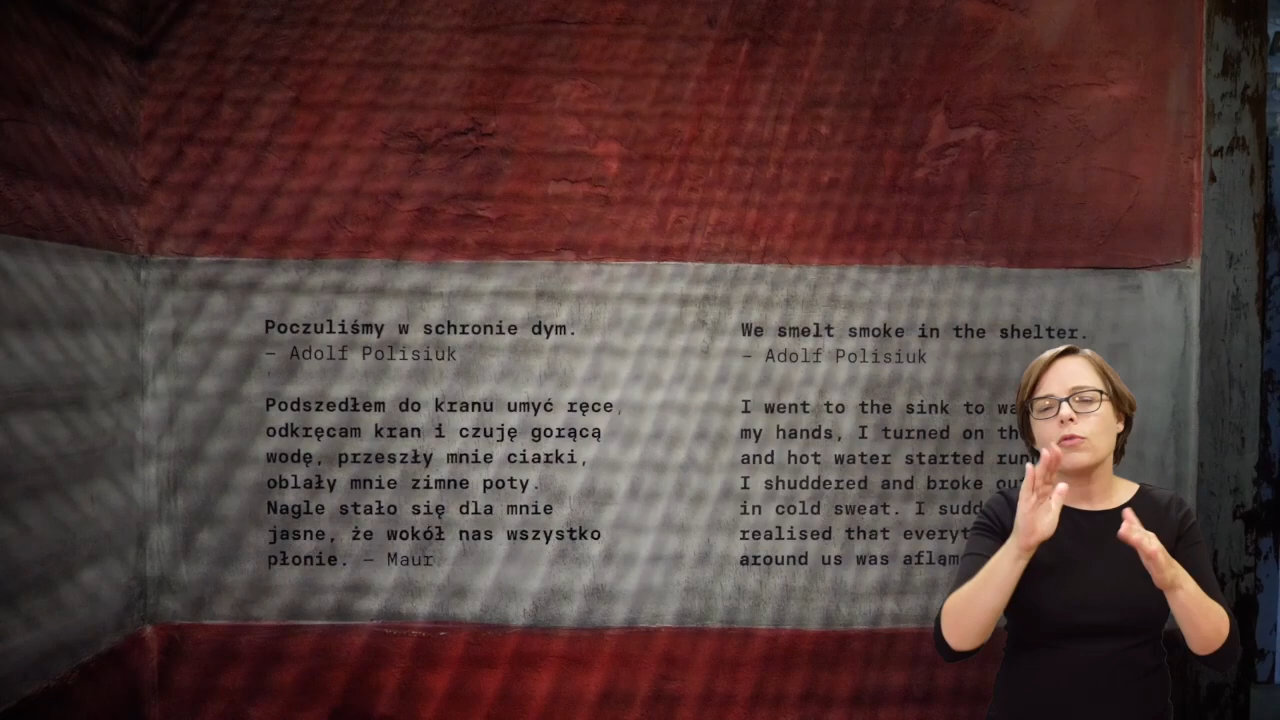 Poczuliśmy w schronie dym.
– Adolf Polisiuk
Podszedłem do kranu umyć ręce,
odkręcam kran i czuję gorącą
wodę, przeszły mnie ciarki,
oblały mnie zimne poty.
Nagle stało się dla mnie
jasne, że wokół nas wszystko
płonie. – Maur
We smelt smoke in the shelter.
– Adolf Polisiuk
I went to the sink to
my hands, I turned on
and hot water started
I shuddered and broke
in cold sweat. I
realised that
around us was